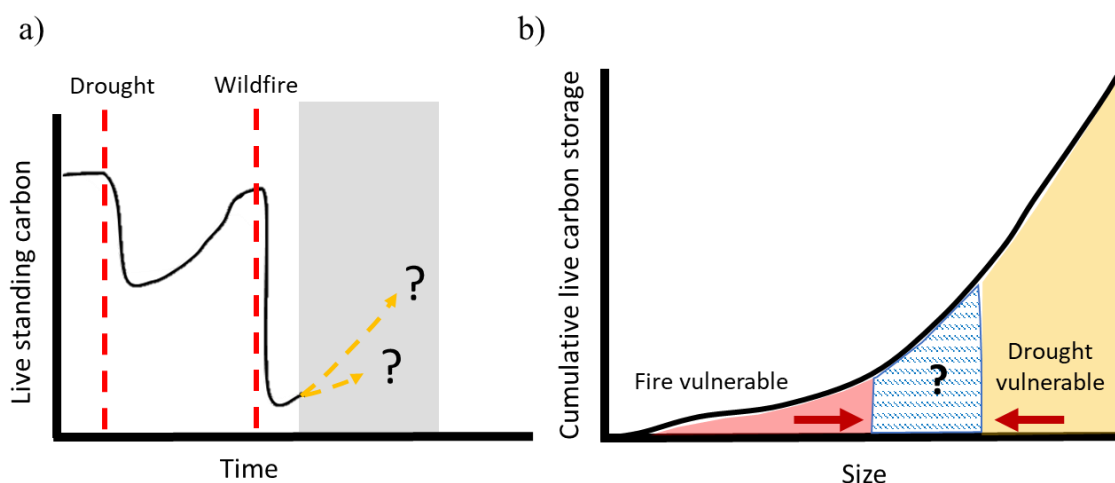 a)
Drought
Wildfire
Live standing carbon
?
?
Time
b)
Cumulative live carbon storage
Fire vulnerable
?
Drought
vulnerable
Size